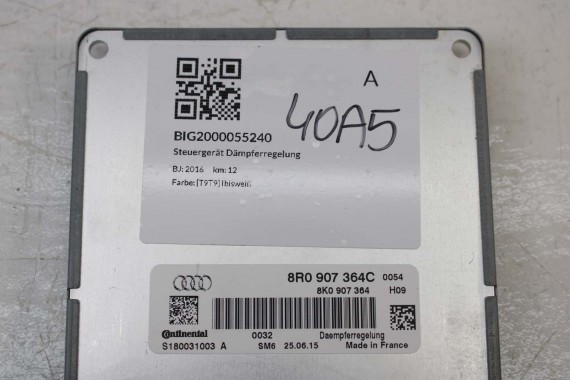 A
40A5
BIG2000055240
Steuergerät Dämpferregelung
BJ: 2016 km: 12
Farbe: [T9T9] Ibisweiß
8R0 907 364C 0054
8K0 907 364 H09
Continental 0032 Daempferregelung
S180031003 A SM6 25.06.15 Made in France